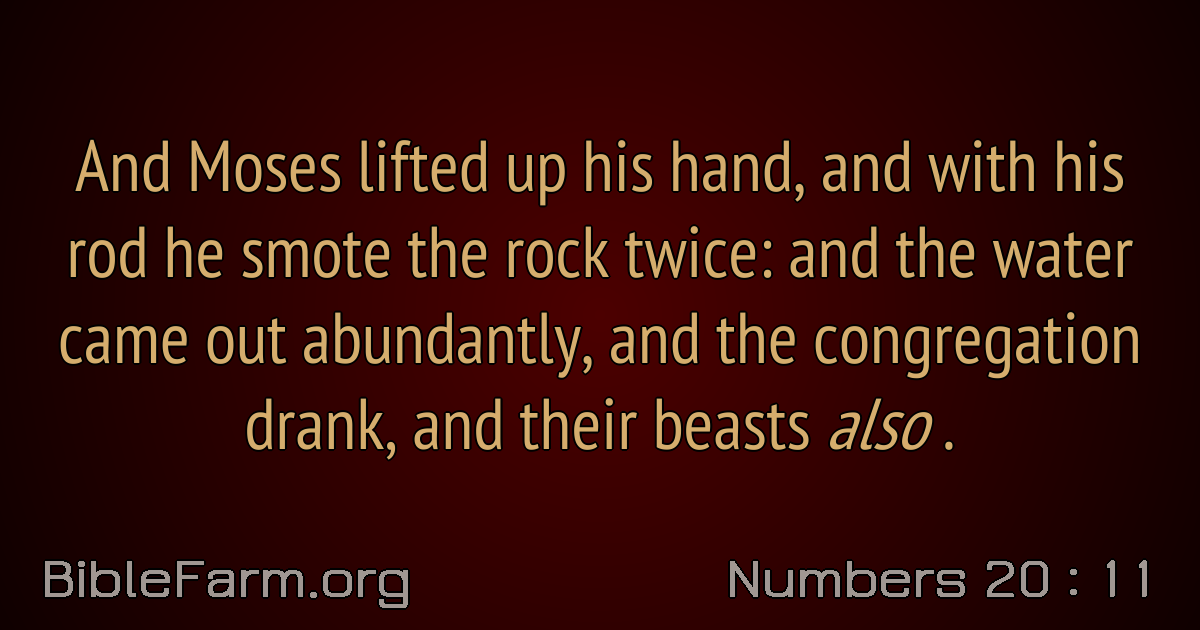 And Moses lifted up his hand, and with his
rod he smote the rock twice: and the water
came out abundantly, and the congregation
drank, and their beasts also .
BibleFarm.org
Numbers 20 : 11